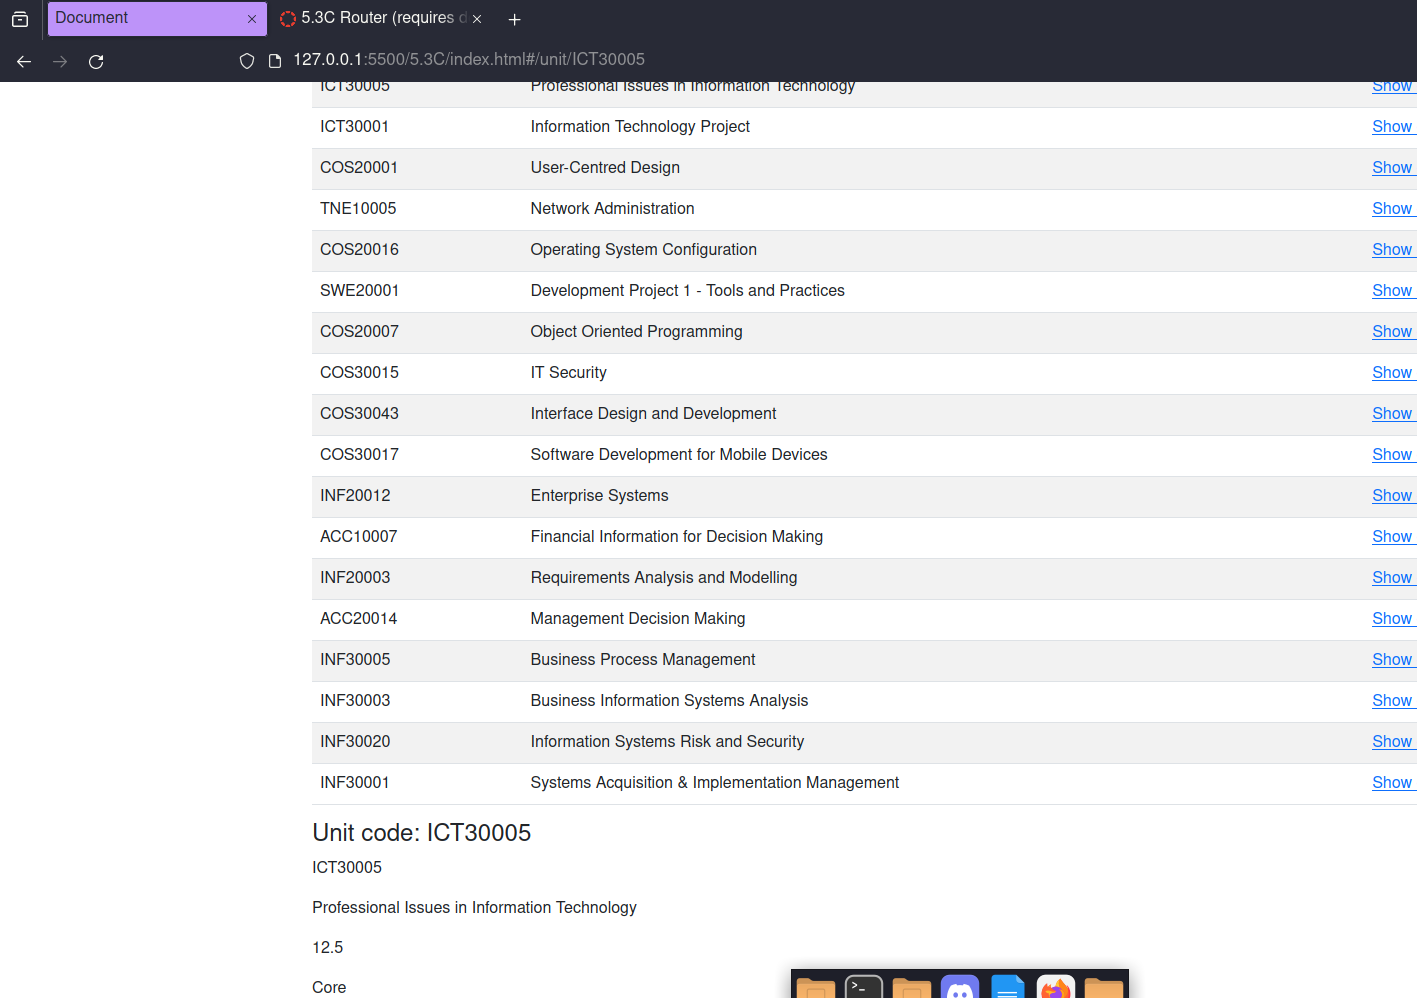 Document
5.3C Router (requires d
127.0.0.1:5500/5.3C/index.html#/unit/ICT30005
ICT30005 Professional Issues in Information Technology Show
ICT30001 Information Technology Project Show
COS20001 User-Centred Design Show
TNE10005 Network Administration Show
COS20016 Operating System Configuration Show
SWE20001 Development Project 1 - Tools and Practices Show
COS20007 Object Oriented Programming Show
COS30015 IT Security Show
COS30043 Interface Design and Development Show
COS30017 Software Development for Mobile Devices Show
INF20012 Enterprise Systems Show
ACC10007 Financial Information for Decision Making Show
INF20003 Requirements Analysis and Modelling Show
ACC20014 Management Decision Making Show
INF30005 Business Process Management Show
INF30003 Business Information Systems Analysis Show
INF30020 Information Systems Risk and Security Show
INF30001 Systems Acquisition & Implementation Management Show
Unit code: ICT30005
ICT30005
Professional Issues in Information Technology
12.5
Core